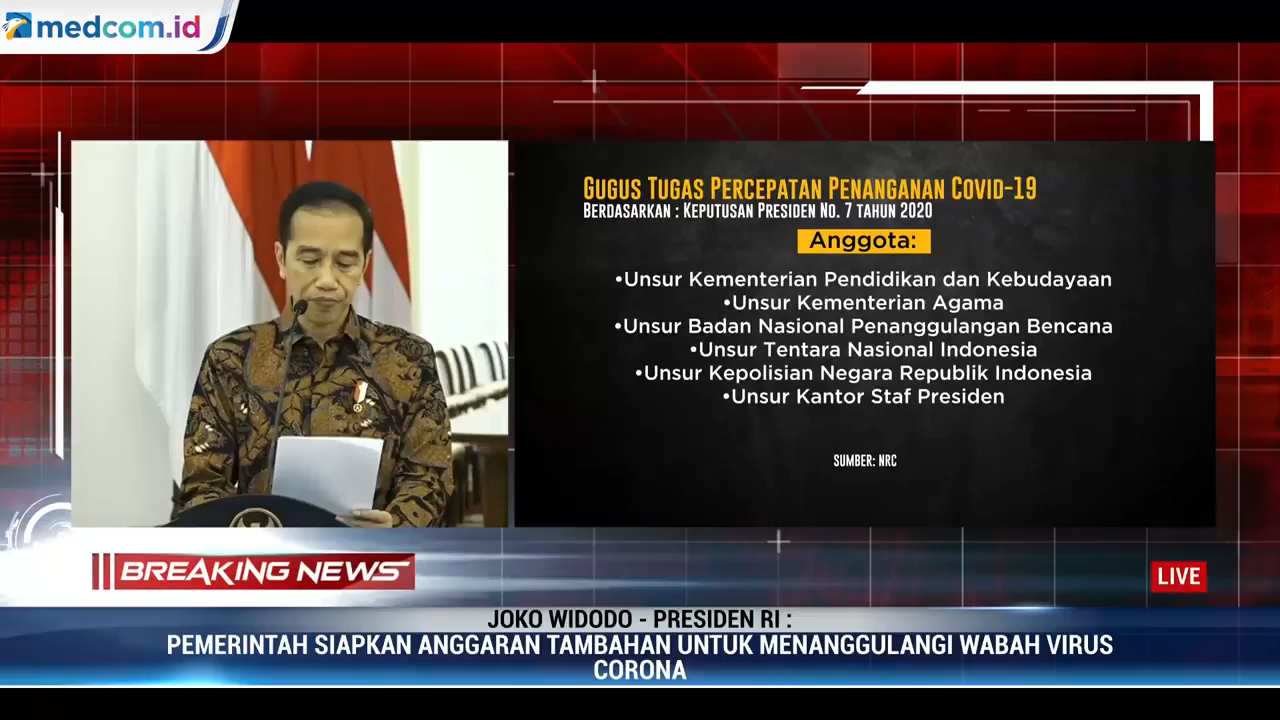 medcom.id
GUGUS TUGAS PERCEPATAN PENANGANAN COVID-19
BERDASARKAN : KEPUTUSAN PRESIDEN NO. 7 TAHUN 2020
Anggota:
•Unsur Kementerian Pendidikan dan Kebudayaan
•Unsur Kementerian Agama
•Unsur Badan Nasional Penanggulangan Bencana
•Unsur Tentara Nasional Indonesia
•Unsur Kepolisian Negara Republik Indonesia
•Unsur Kantor Staf Presiden
SUMBER: NRC
BREAKING NEWS
LIVE
JOKO WIDODO - PRESIDEN RI :
PEMERINTAH SIAPKAN ANGGARAN TAMBAHAN UNTUK MENANGGULANGI WABAH VIRUS
CORONA